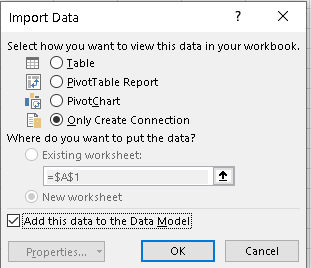 Import Data
?
Select how you want to view this data in your workbook.
Table
PivotTable Report
PivotChart
Only Create Connection
Where do you want to put the data?
Existing worksheet:
=$A$1
New worksheet
Add this data to the Data Model
Properties...
OK
Cancel